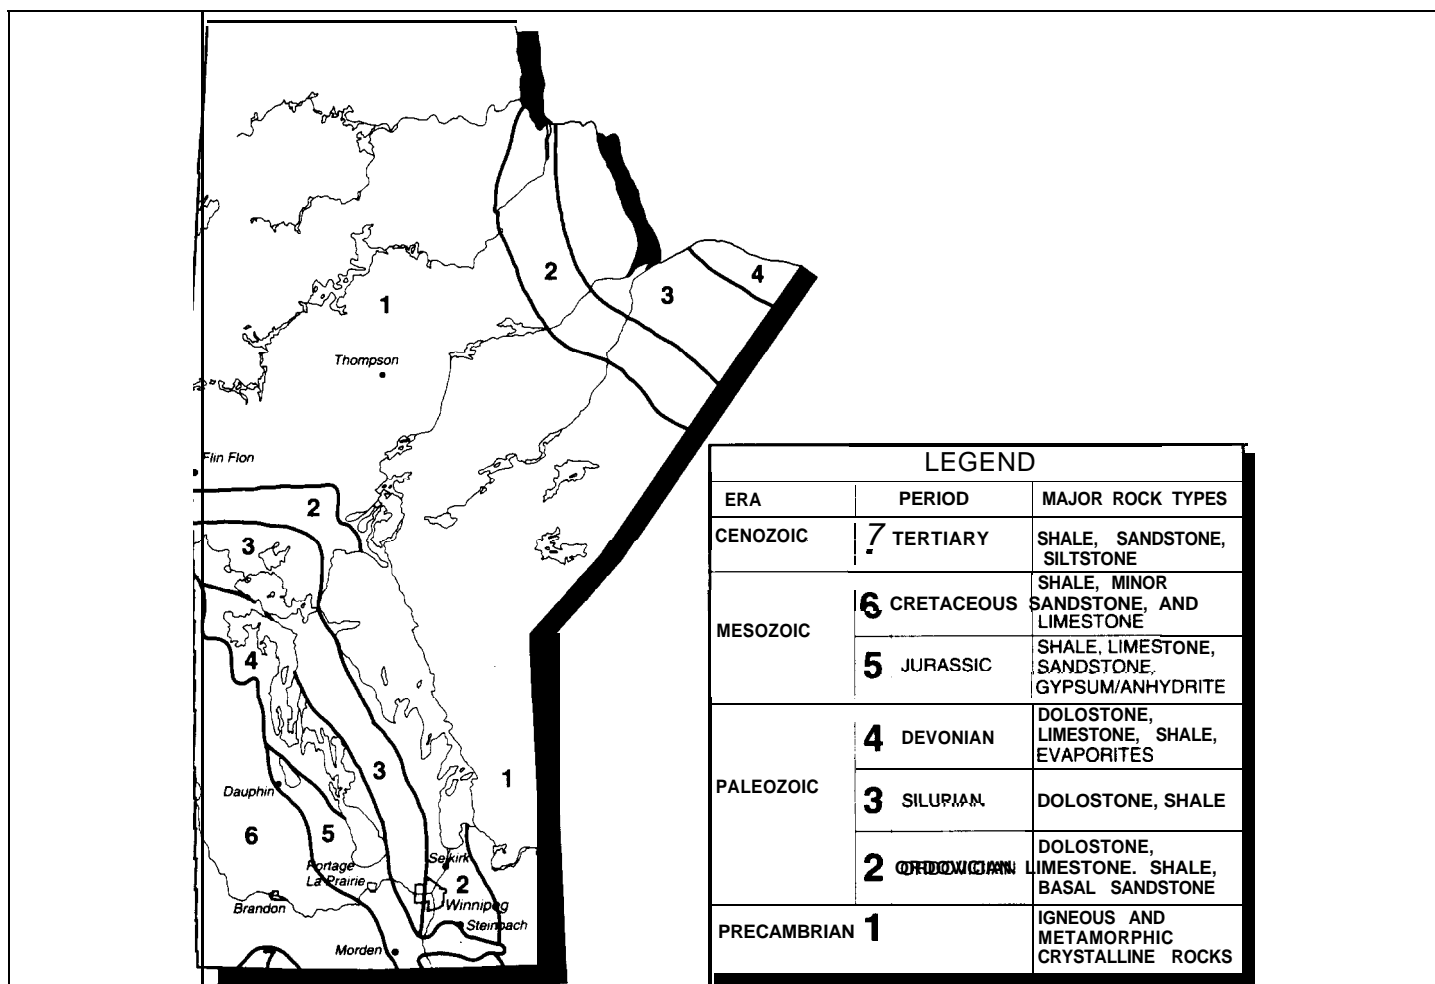 2
4
3
1
Thompson
Flin Flon
2
3
4
3
1
Dauphin
6
5
Portage
La Prairie
Selkirk
2
Brandon
Winnipeg
Steinbach
Morden
7
LEGEND
ERA PERIOD MAJOR ROCK TYPES
CENOZOIC 7 TERTIARY SHALE, SANDSTONE,
SILTSTONE
MESOZOIC
6 CRETACEOUS SHALE, MINOR
SANDSTONE, AND
LIMESTONE
5 JURASSIC SHALE, LIMESTONE,
SANDSTONE,
GYPSUM/ANHYDRITE
PALEOZOIC
4 DEVONIAN DOLOSTONE,
LIMESTONE, SHALE,
EVAPORITES
3 SILURIAN DOLOSTONE, SHALE
2 ORDOVICIAN DOLOSTONE,
LIMESTONE. SHALE,
BASAL SANDSTONE
PRECAMBRIAN 1 IGNEOUS AND
METAMORPHIC
CRYSTALLINE ROCKS